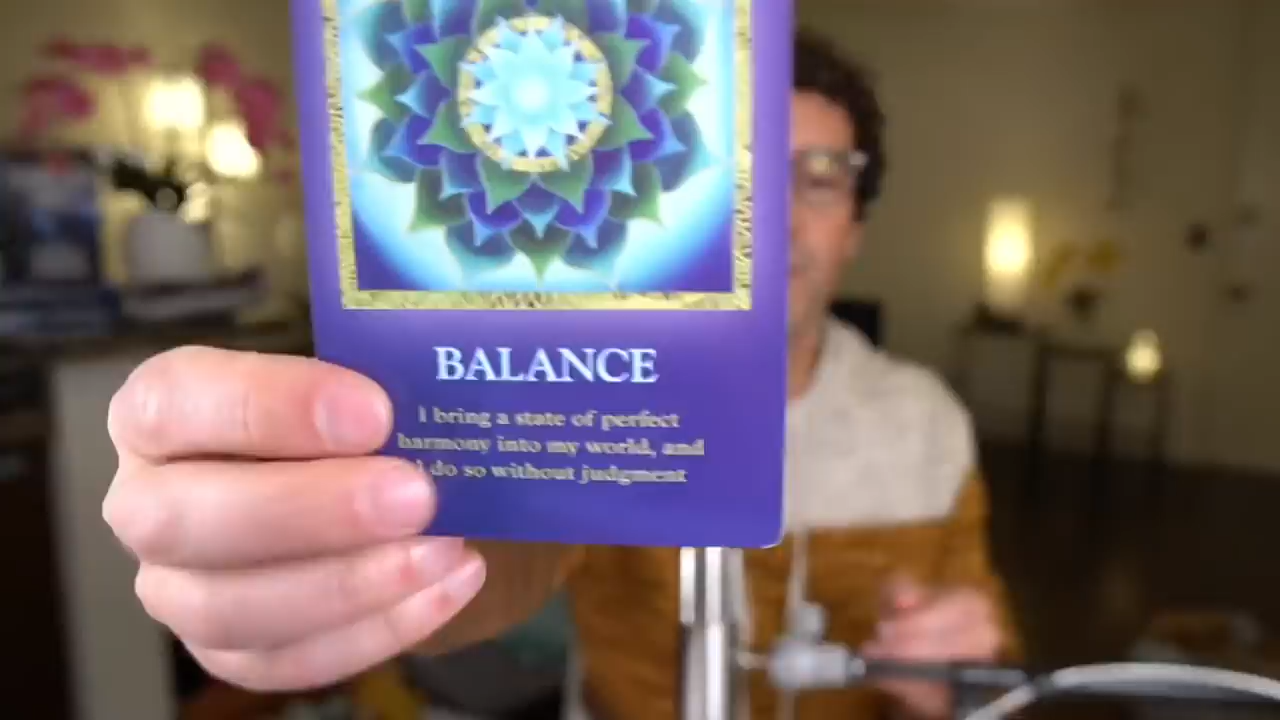 BALANCE
I bring a state of perfect
harmony into my world, and
I do so without judgment